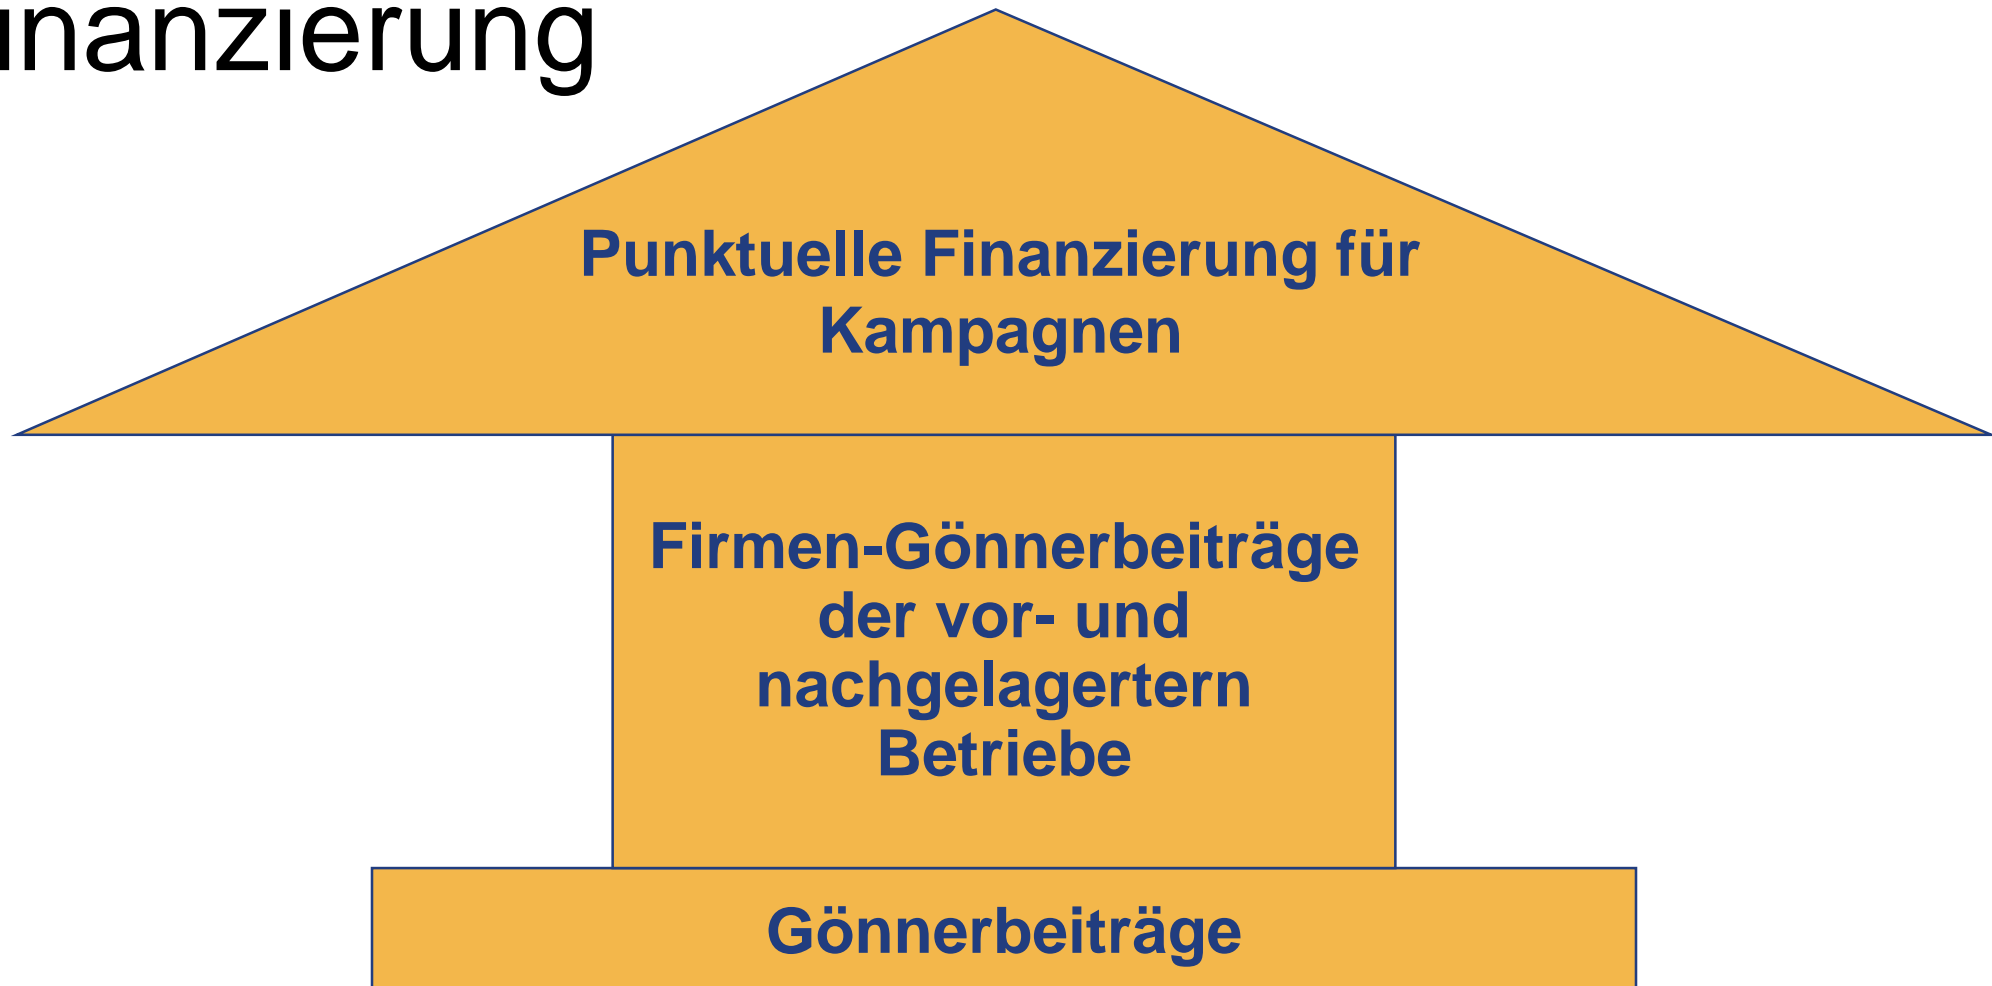 inanzierung
Punktuelle Finanzierung für
Kampagnen
Firmen-Gönnerbeiträge
der vor- und
nachgelagertern
Betriebe
Gönnerbeiträge